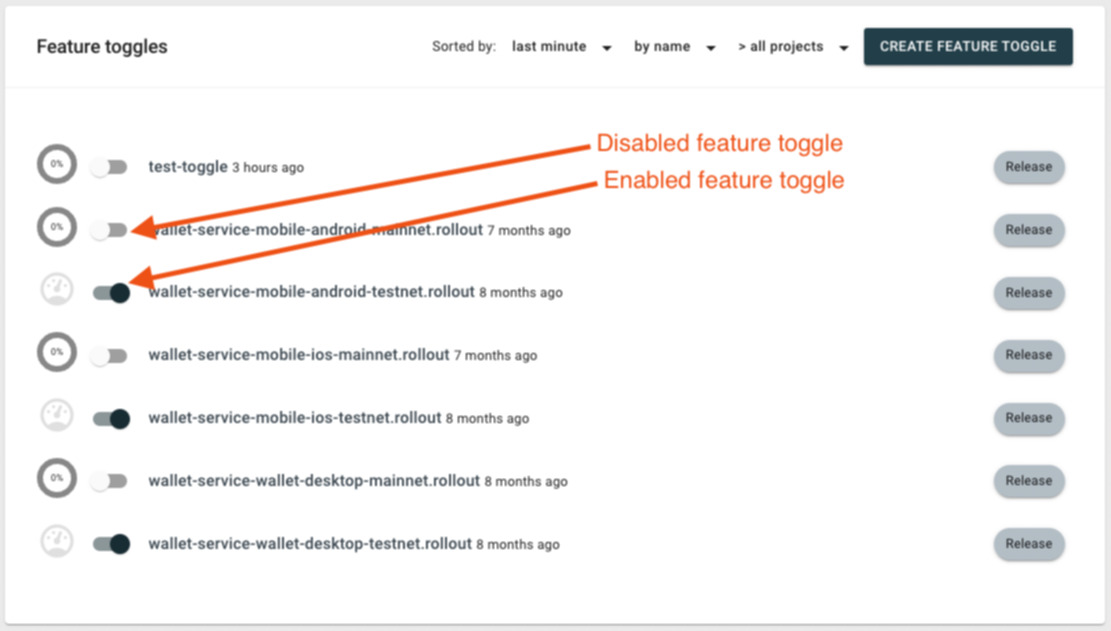 Feature toggles Sorted by: last minute by name > all projects CREATE FEATURE TOGGLE
Disabled feature toggle
0% test-toggle 3 hours ago Release
Enabled feature toggle
0% wallet-service-mobile-android-mainnet.rollout 7 months ago Release
wallet-service-mobile-android-testnet.rollout 8 months ago Release
0% wallet-service-mobile-ios-mainnet.rollout 7 months ago Release
wallet-service-mobile-ios-testnet.rollout 8 months ago Release
0% wallet-service-wallet-desktop-mainnet.rollout 8 months ago Release
wallet-service-wallet-desktop-testnet.rollout 8 months ago Release